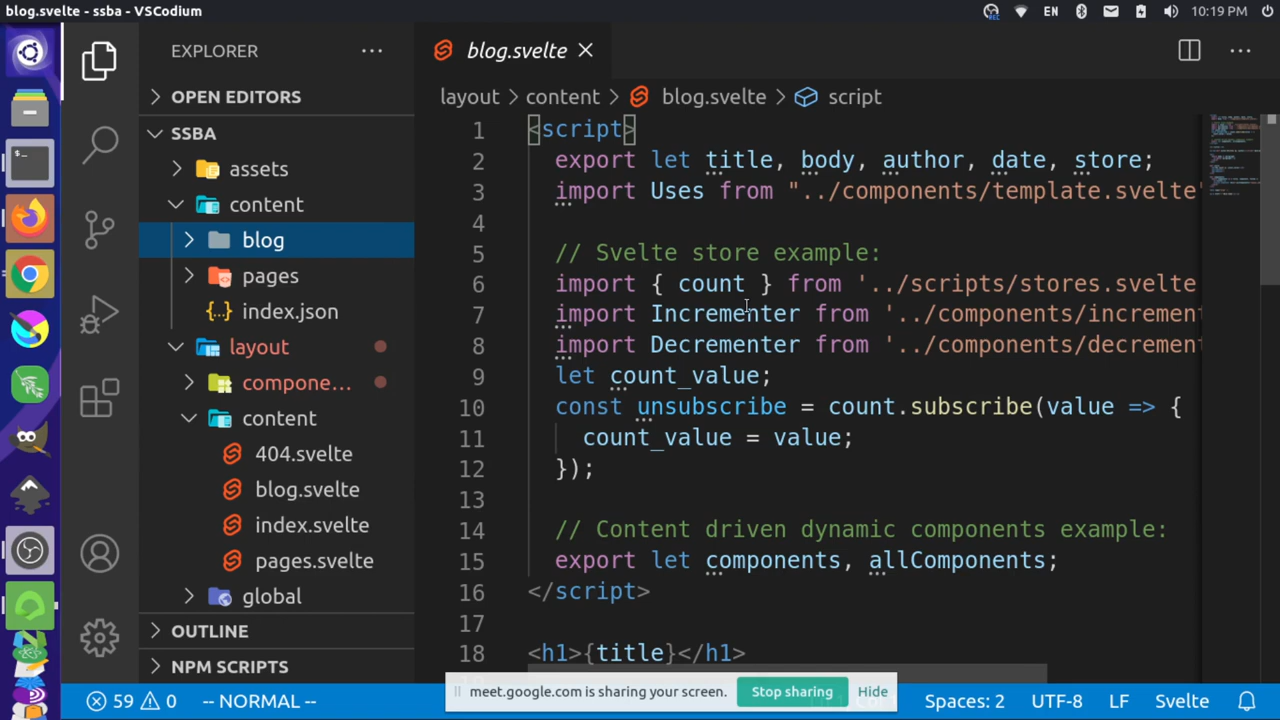 blog.svelte - ssba - VSCodium
EN
10:19 PM
EXPLORER
OPEN EDITORS
SSBA
assets
content
blog
pages
index.json
layout
compone...
content
404.svelte
blog.svelte
index.svelte
pages.svelte
global
OUTLINE
NPM SCRIPTS
blog.svelte
layout > content > blog.svelte > script
1 <script>
2 export let title, body, author, date, store;
3 import Uses from "../components/template.svelte"
4
5 // Svelte store example:
6 import { count } from '../scripts/stores.svelte
7 import Incrementer from '../components/increment
8 import Decrementer from '../components/decrement
9 let count_value;
10 const unsubscribe = count.subscribe(value => {
11 count_value = value;
12 });
13
14 // Content driven dynamic components example:
15 export let components, allComponents;
16 </script>
17
18 <h1>{title}</h1>
meet.google.com is sharing your screen.
Stop sharing
Hide
59 0 -- NORMAL --
Spaces: 2 UTF-8 LF Svelte